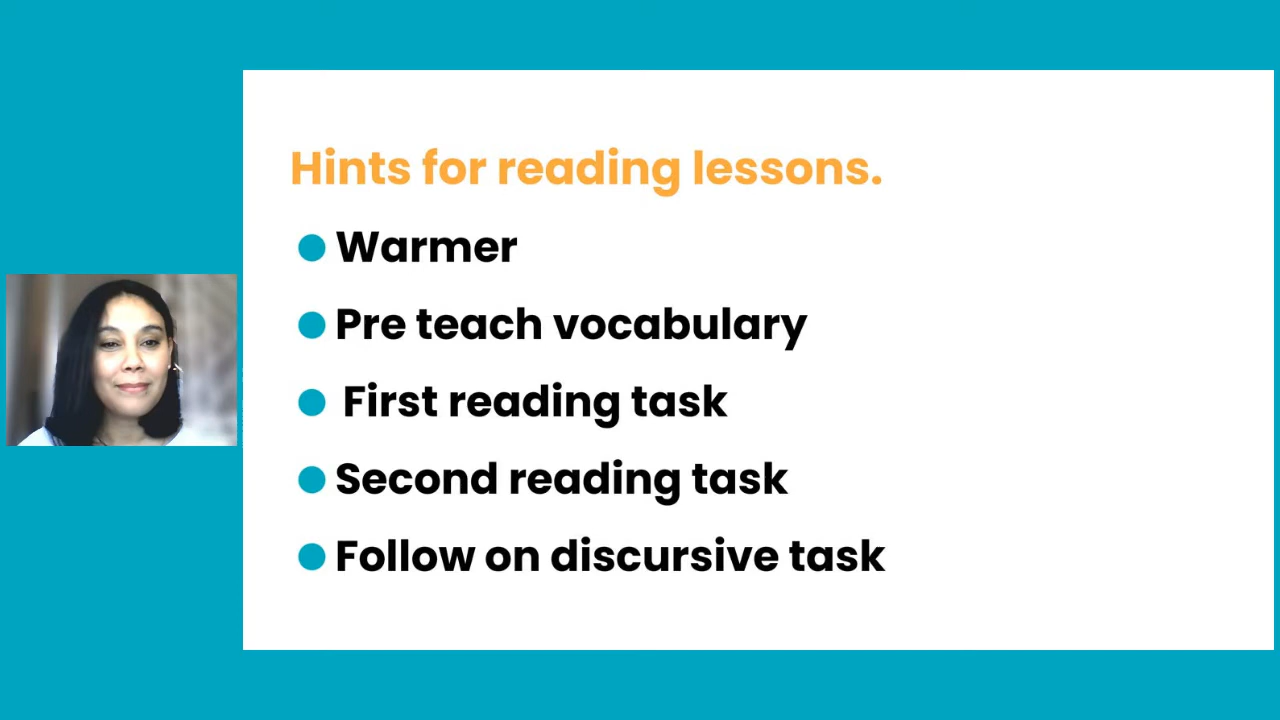 Hints for reading lessons.
Warmer
Pre teach vocabulary
First reading task
Second reading task
Follow on discursive task